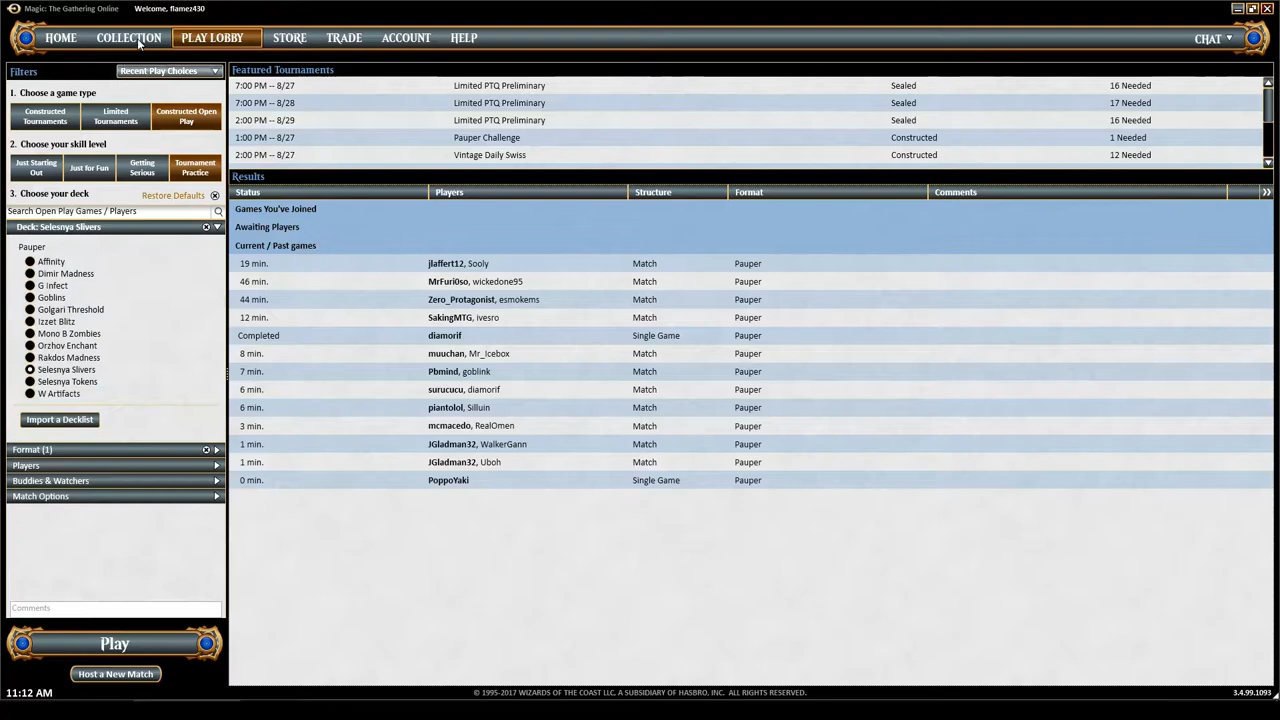 Magic: The Gathering Online Welcome, flamez430
HOME COLLECTION PLAY LOBBY STORE TRADE ACCOUNT HELP CHAT
Filters Recent Play Choices
1. Choose a game type
Constructed Tournaments Limited Tournaments Constructed Open Play
2. Choose your skill level
Just Starting Out Just for Fun Getting Serious Tournament Practice
3. Choose your deck Restore Defaults
Search Open Play Games / Players
Deck: Selesnya Slivers
Pauper
Affinity
Dimir Madness
G Infect
Goblins
Golgari Threshold
Izzet Blitz
Mono B Zombies
Orzhov Enchant
Rakdos Madness
Selesnya Slivers
Selesnya Tokens
W Artifacts
Import a Decklist
Format (1)
Players
Buddies & Watchers
Match Options
Comments
Play
Host a New Match
11:12 AM
Featured Tournaments
7:00 PM -- 8/27 Limited PTQ Preliminary Sealed 16 Needed
7:00 PM -- 8/28 Limited PTQ Preliminary Sealed 17 Needed
2:00 PM -- 8/29 Limited PTQ Preliminary Sealed 16 Needed
1:00 PM -- 8/27 Pauper Challenge Constructed 1 Needed
2:00 PM -- 8/27 Vintage Daily Swiss Constructed 12 Needed
Results
Status Players Structure Format Comments
Games You've Joined
Awaiting Players
Current / Past games
19 min. jlaffert12, Sooly Match Pauper
46 min. MrFuri0so, wickedone95 Match Pauper
44 min. Zero_Protagonist, esmokems Match Pauper
12 min. SakingMTG, ivesro Match Pauper
Completed diamorif Single Game Pauper
8 min. muuchan, Mr_Icebox Match Pauper
7 min. Pbmind, goblink Match Pauper
6 min. surucucu, diamorif Match Pauper
6 min. piantolol, Silluin Match Pauper
3 min. mcmacedo, RealOmen Match Pauper
1 min. JGladman32, WalkerGann Match Pauper
1 min. JGladman32, Uboh Match Pauper
0 min. PoppoYaki Single Game Pauper
© 1995-2017 WIZARDS OF THE COAST LLC, A SUBSIDIARY OF HASBRO, INC. ALL RIGHTS RESERVED.
3.4.99.1093